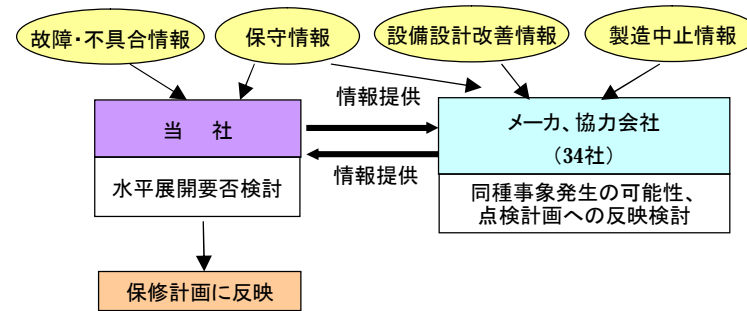 故障・不具合情報
保守情報
設備設計改善情報
製造中止情報
情報提供
当　社
メーカ、協力会社
（34社）
情報提供
水平展開要否検討
同種事象発生の可能性、
点検計画への反映検討
保修計画に反映